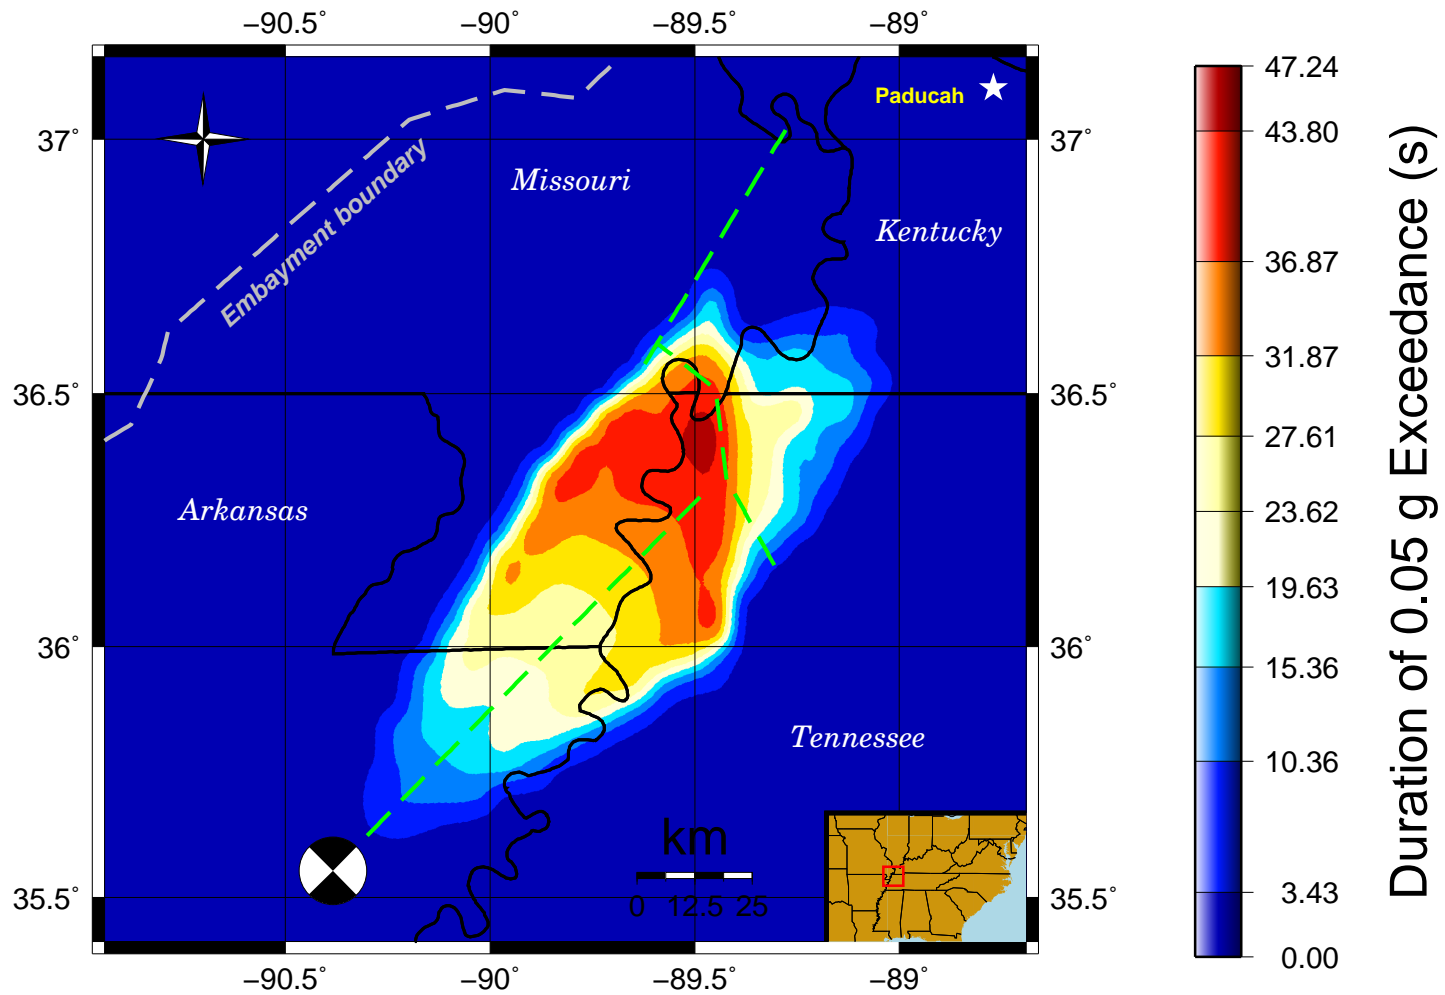 −90.5˚ −90˚ −89.5˚ −89˚
Paducah
37˚ 37˚
Embayment boundary
Missouri
Kentucky
36.5˚ 36.5˚
Arkansas
36˚ 36˚
Tennessee
km
0 12.5 25
35.5˚ 35.5˚
−90.5˚ −90˚ −89.5˚ −89˚
47.24
43.80
36.87
31.87
27.61
23.62
19.63
15.36
10.36
3.43
0.00
Duration of 0.05 g Exceedance (s)